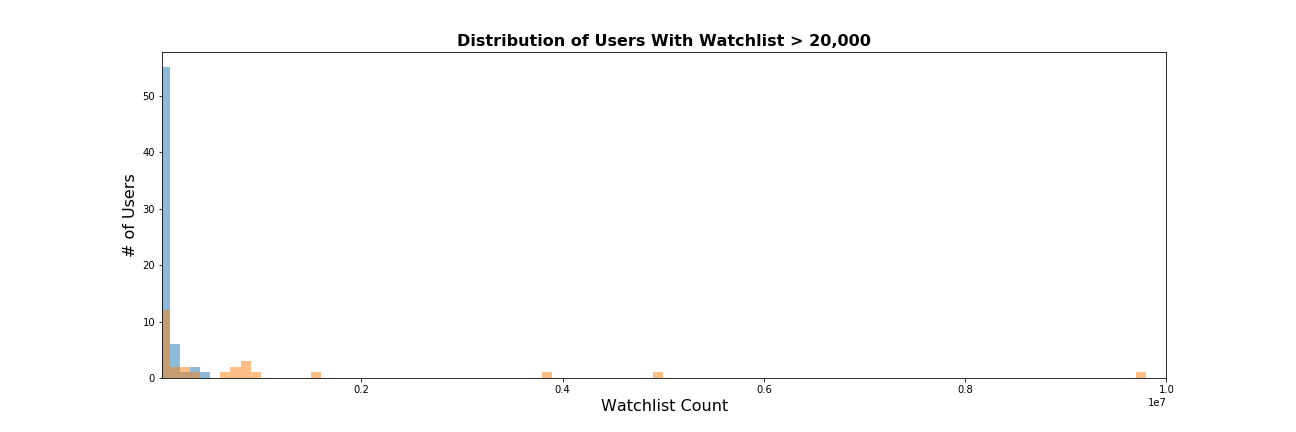 Distribution of Users With Watchlist > 20,000
50
40
30
20
10
0
# of Users
0.2 0.4 0.6 0.8 1.0
1e7
Watchlist Count